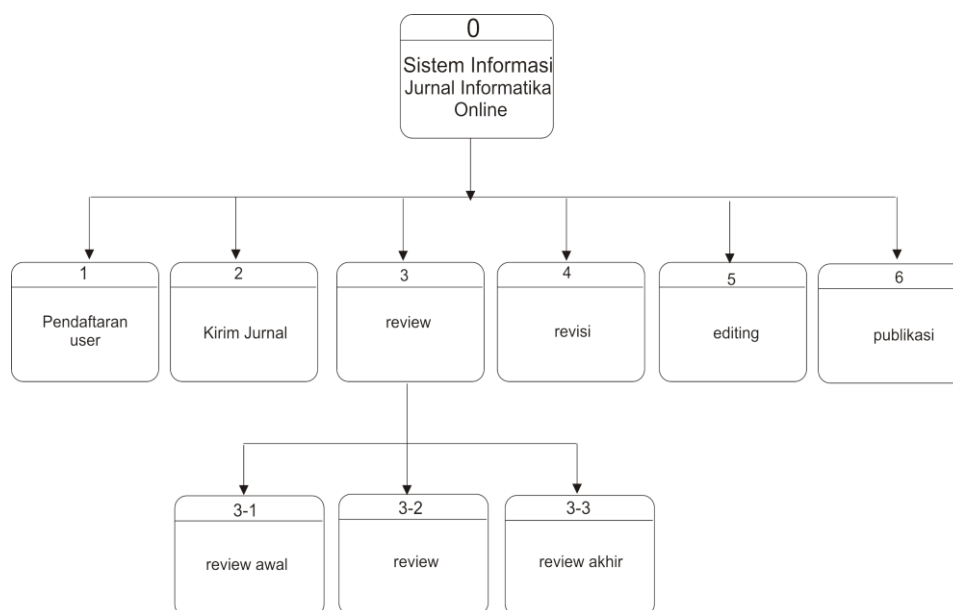 0
Sistem Informasi
Jurnal Informatika
Online
1
Pendaftaran
user
2
Kirim Jurnal
3
review
4
revisi
5
editing
6
publikasi
3-1
review awal
3-2
review
3-3
review akhir